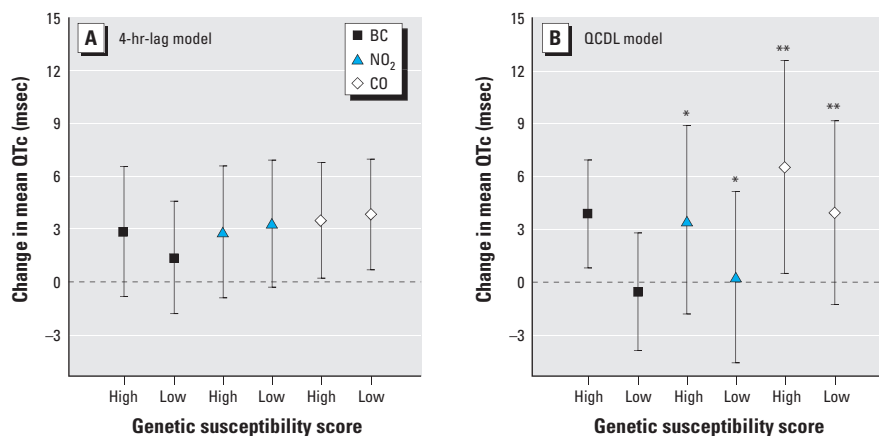 A 4-hr-lag model
BC
NO₂
CO
Change in mean QTc (msec)
15
12
9
6
3
0
–3
High Low High Low High Low
Genetic susceptibility score
B QCDL model
Change in mean QTc (msec)
15
12
9
6
3
0
–3
*
*
**
**
High Low High Low High Low
Genetic susceptibility score